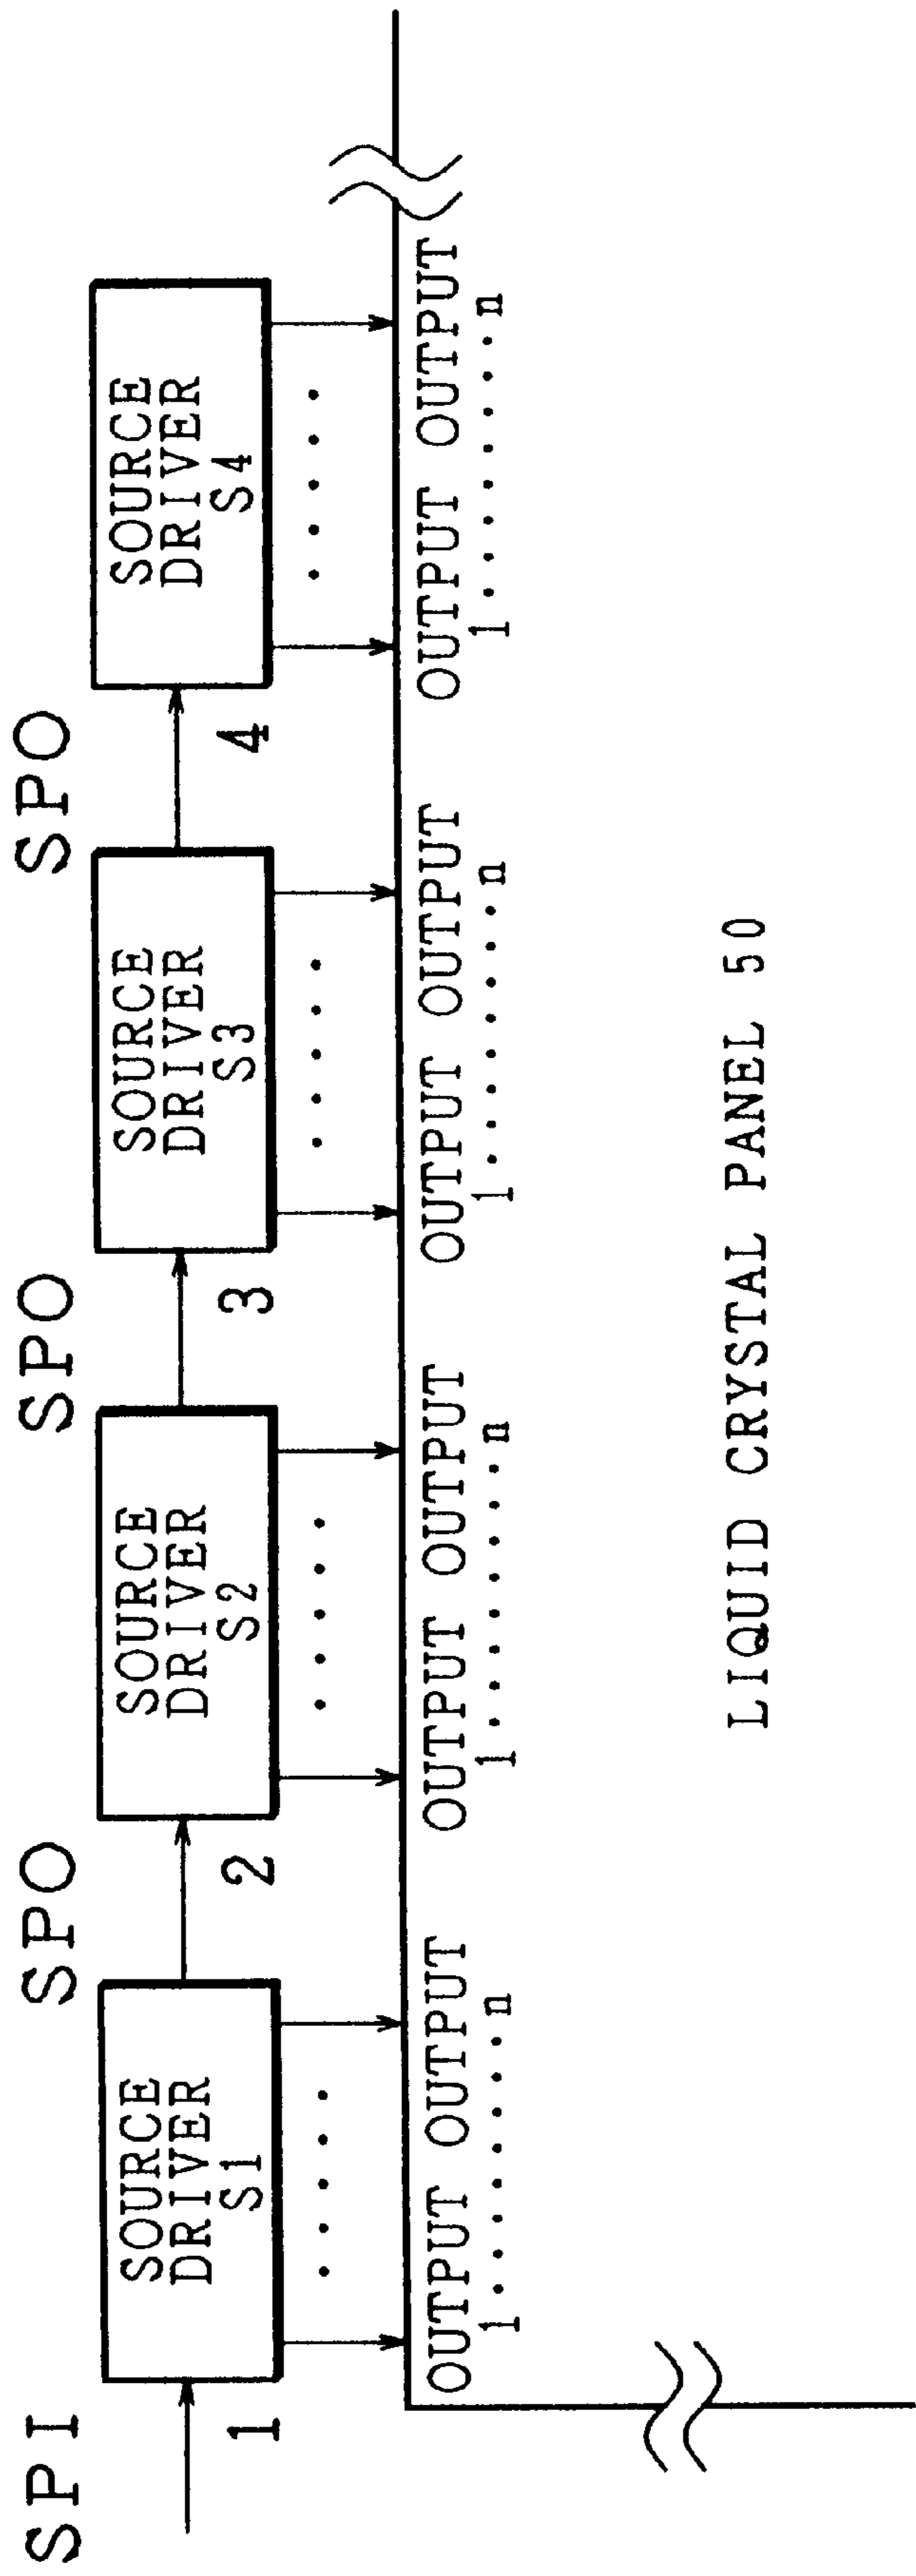 SPI
SPO
SPO
SPO
SOURCE
DRIVER
S1
SOURCE
DRIVER
S2
SOURCE
DRIVER
S3
SOURCE
DRIVER
S4
1
2
3
4
OUTPUT OUTPUT
1······n
OUTPUT OUTPUT
1······n
OUTPUT OUTPUT
1······n
OUTPUT OUTPUT
1······n
LIQUID CRYSTAL PANEL 50